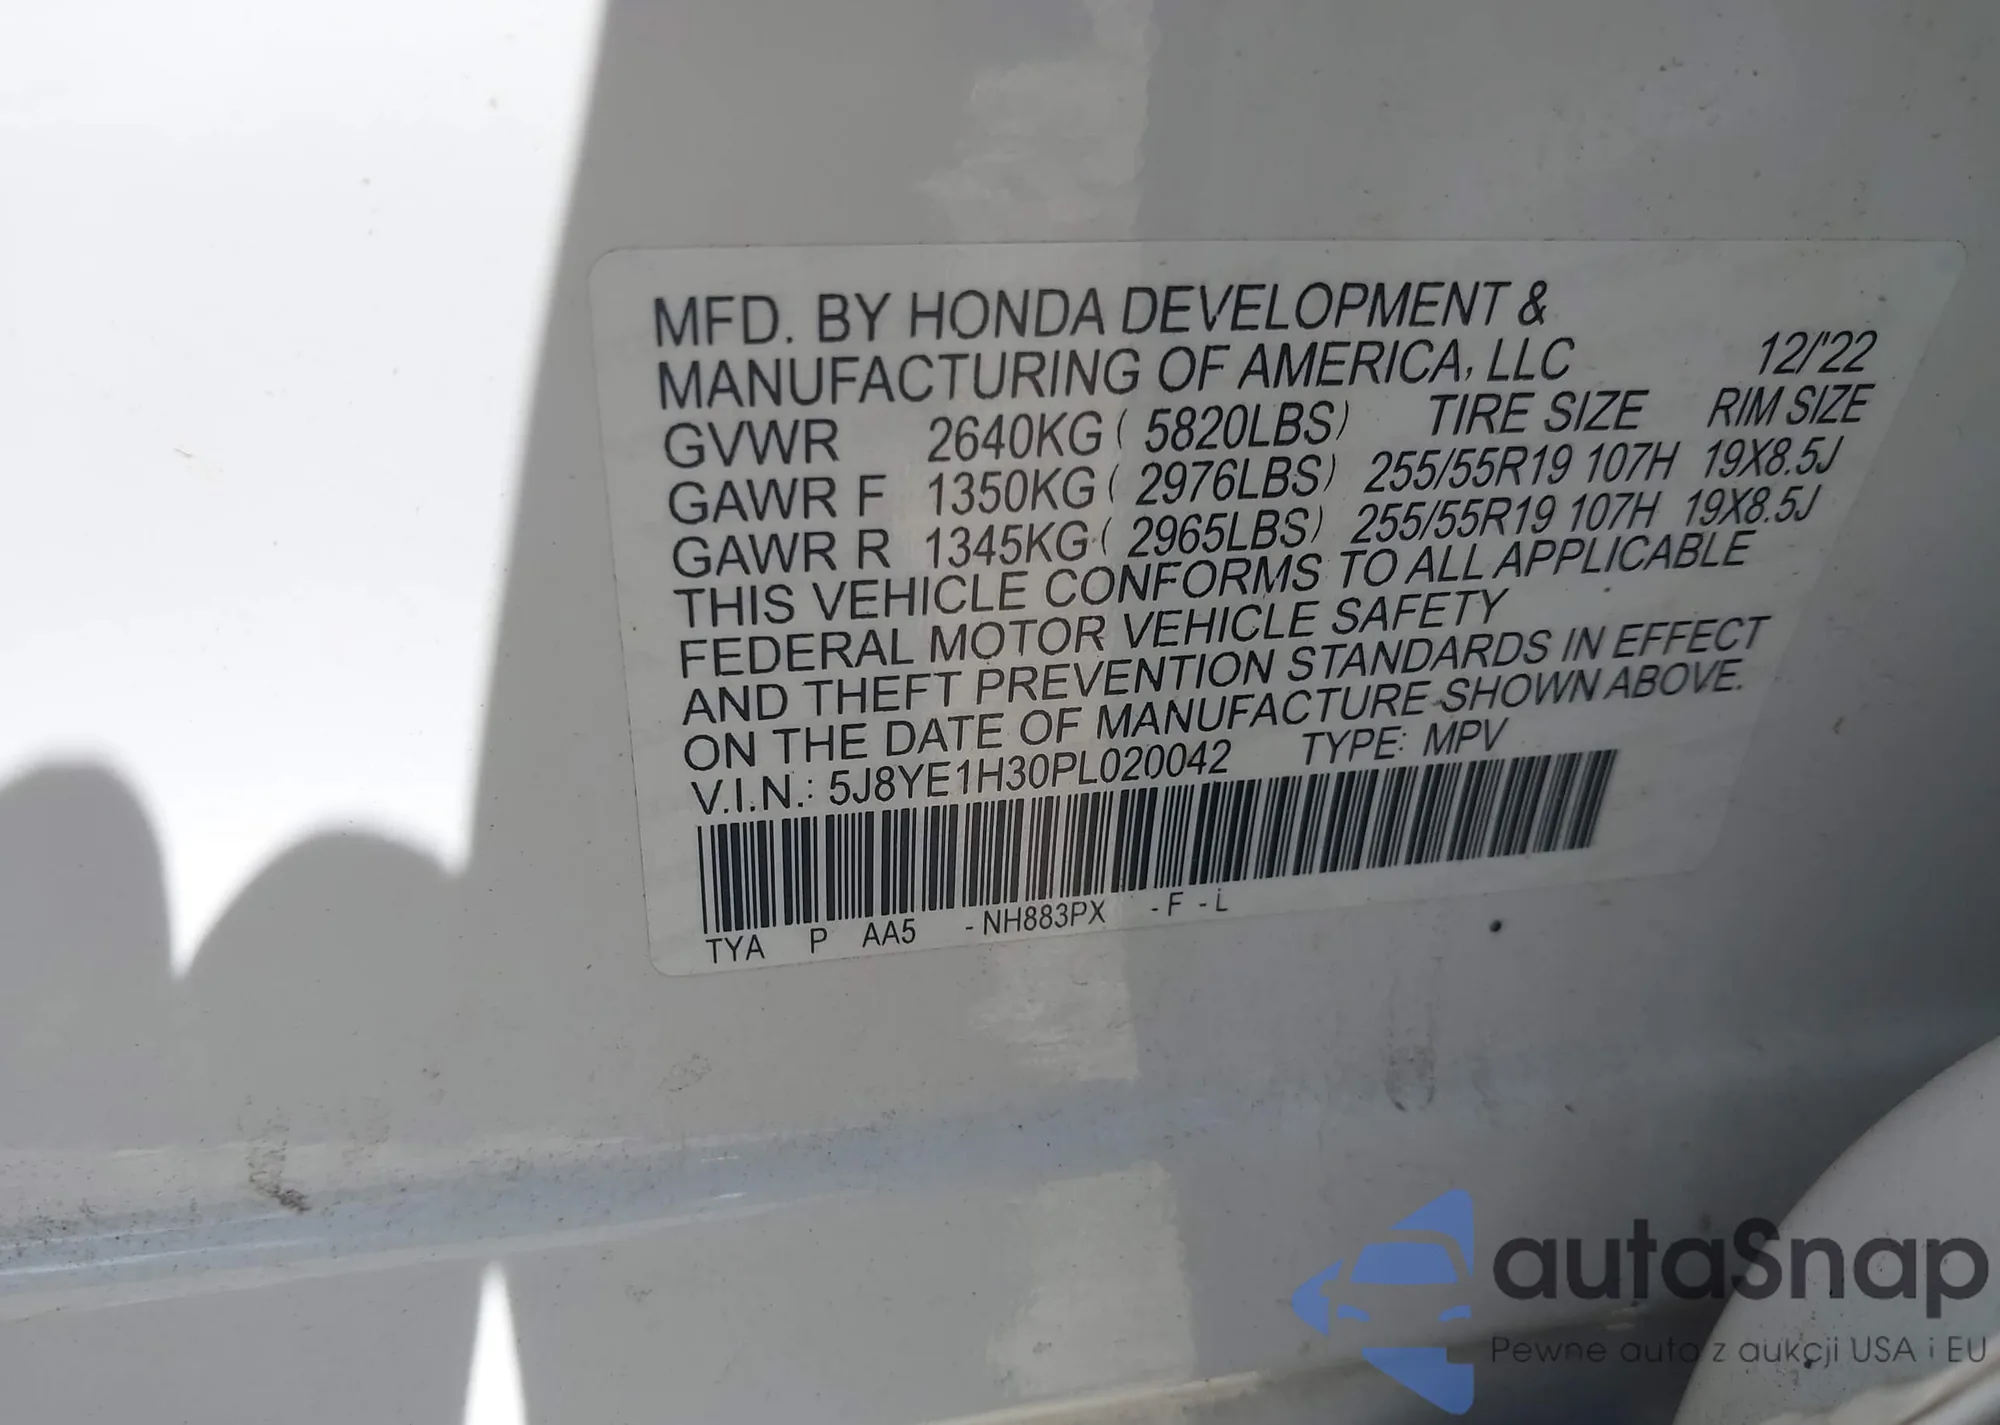 MFD. BY HONDA DEVELOPMENT &
MANUFACTURING OF AMERICA, LLC 12/'22
GVWR 2640KG ( 5820LBS) TIRE SIZE RIM SIZE
GAWR F 1350KG ( 2976LBS) 255/55R19 107H 19X8.5J
GAWR R 1345KG ( 2965LBS) 255/55R19 107H 19X8.5J
THIS VEHICLE CONFORMS TO ALL APPLICABLE
FEDERAL MOTOR VEHICLE SAFETY
AND THEFT PREVENTION STANDARDS IN EFFECT
ON THE DATE OF MANUFACTURE SHOWN ABOVE.
V.I.N.: 5J8YE1H30PL020042 TYPE: MPV
TYA P AA5 - NH883PX - F - L
autaSnap
Pewne auta z aukcji USA i EU